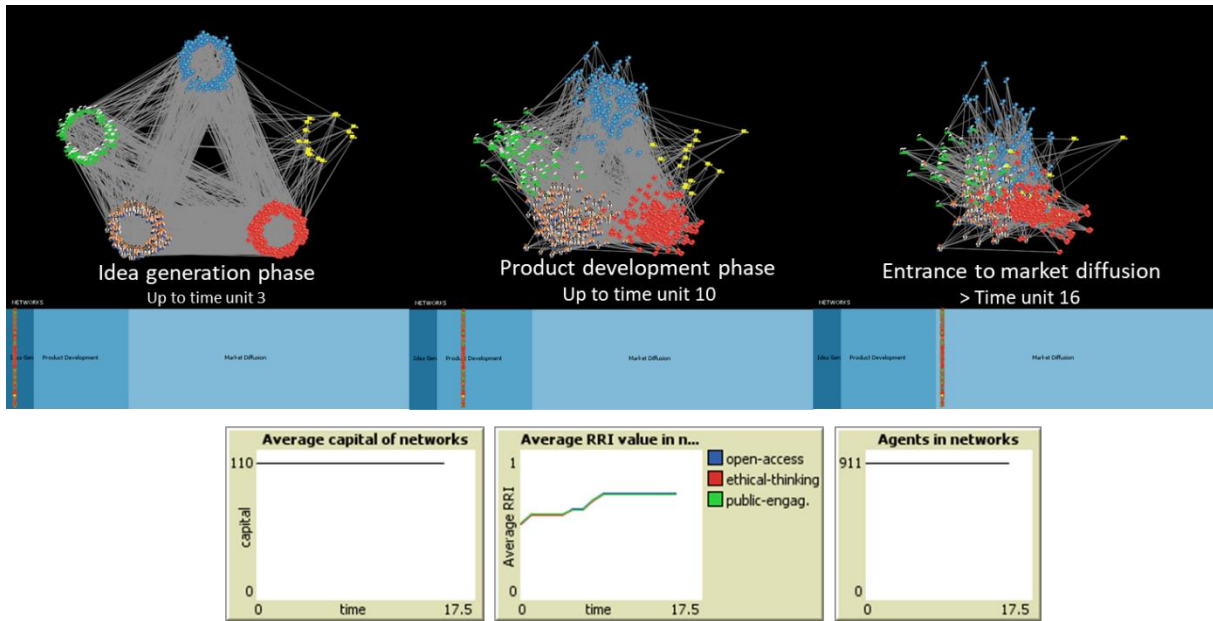 Idea generation phase
Up to time unit 3
Product development phase
Up to time unit 10
Entrance to market diffusion
> Time unit 16
NETWORKS
NETWORKS
NETWORKS
Idea Gen
Product Development
Market Diffusion
Idea Gen
Product Development
Market Diffusion
Idea Gen
Product Development
Market Diffusion
Average capital of networks
110
capital
0
0
time
17.5
Average RRI value in n...
1
Average RRI
0
0
time
17.5
open-access
ethical-thinking
public-engag.
Agents in networks
911
0
0
17.5